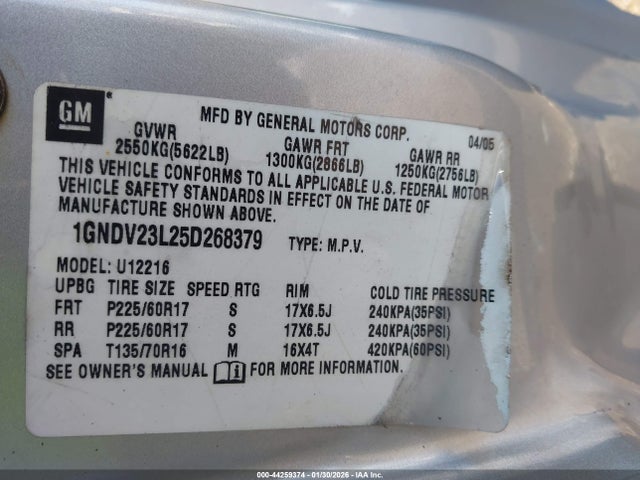 GM
MFD BY GENERAL MOTORS CORP. 04/05
GVWR GAWR FRT GAWR RR
2550KG(5622LB) 1300KG(2866LB) 1250KG(2756LB)
THIS VEHICLE CONFORMS TO ALL APPLICABLE U.S. FEDERAL MOTOR
VEHICLE SAFETY STANDARDS IN EFFECT ON THE DATE OF
MANUFACTURE SHOWN ABOVE.
1GNDV23L25D268379 TYPE: M.P.V.
MODEL: U12216
UPBG TIRE SIZE SPEED RTG RIM COLD TIRE PRESSURE
FRT P225/60R17 S 17X6.5J 240KPA(35PSI)
RR P225/60R17 S 17X6.5J 240KPA(35PSI)
SPA T135/70R16 M 16X4T 420KPA(60PSI)
SEE OWNER'S MANUAL FOR MORE INFORMATION.
000-44259374 - 01/30/2026 - IAA Inc.